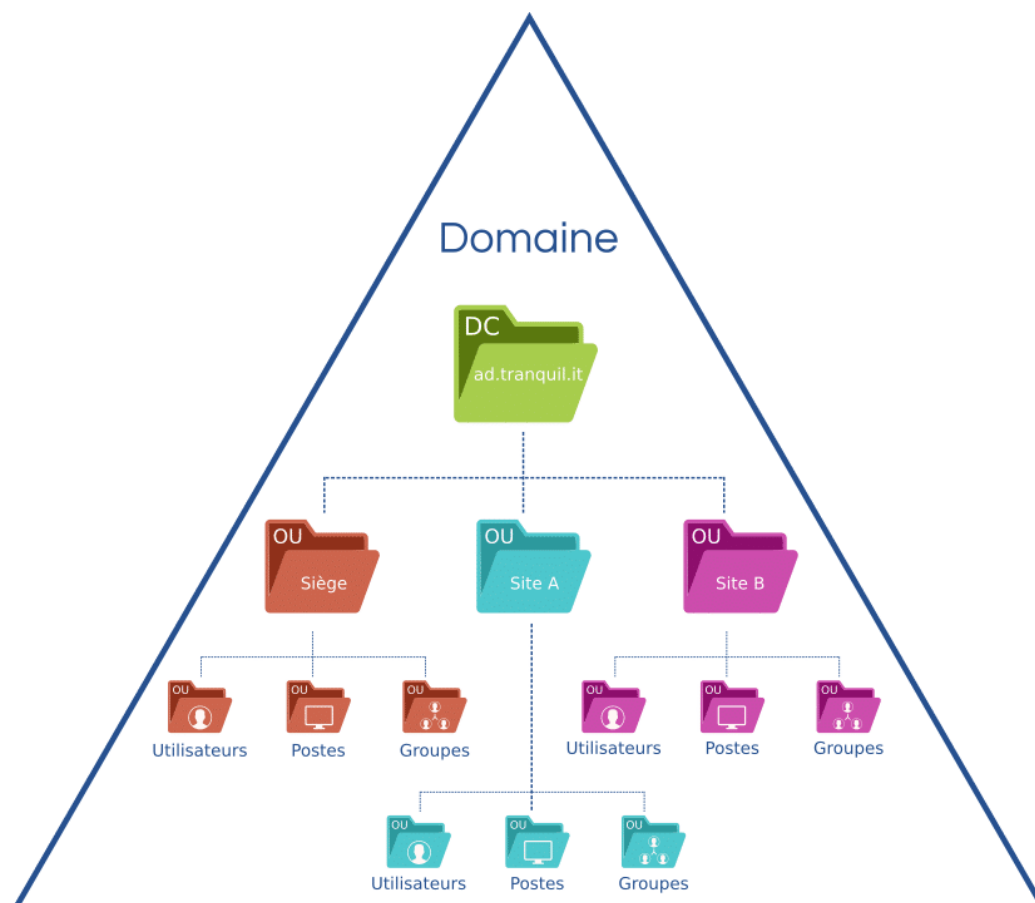 Domaine
DC
ad.tranquil.it
OU
Siège
OU
Site A
OU
Site B
OU
Utilisateurs
OU
Postes
OU
Groupes
OU
Utilisateurs
OU
Postes
OU
Groupes
OU
Utilisateurs
OU
Postes
OU
Groupes